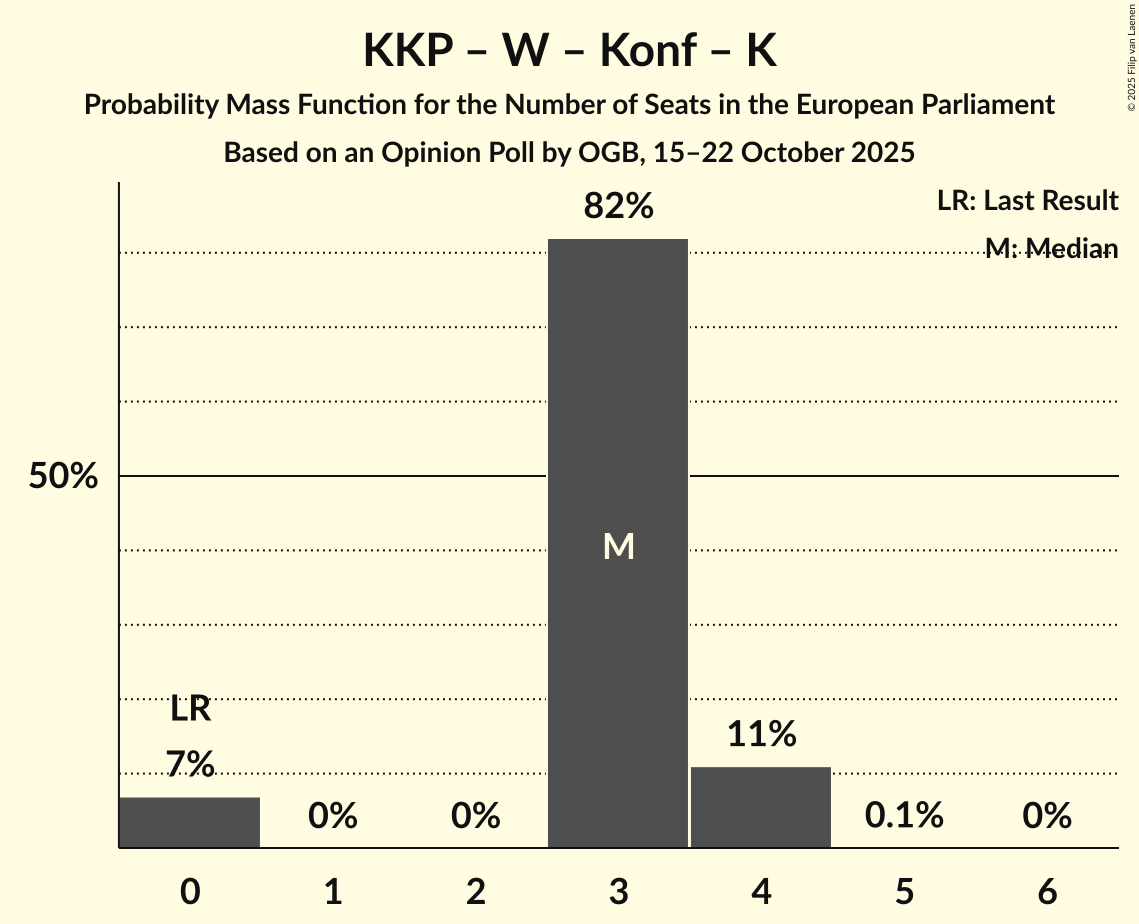 KKP – W – Konf – K
Probability Mass Function for the Number of Seats in the European Parliament
Based on an Opinion Poll by OGB, 15–22 October 2025
© 2025 Filip van Laenen
LR: Last Result
M: Median
82%
50%
M
LR
7%
0%
0%
11%
0.1%
0%
0 1 2 3 4 5 6